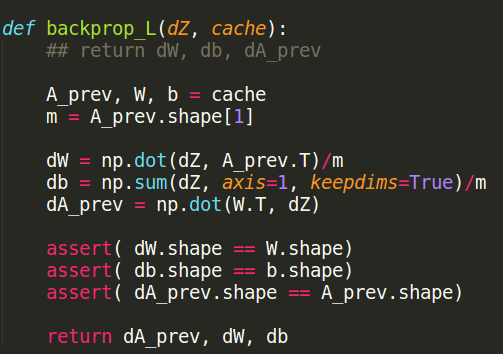 def backprop_L(dZ, cache):
    ## return dW, db, dA_prev
    A_prev, W, b = cache
    m = A_prev.shape[1]
    dW = np.dot(dZ, A_prev.T)/m
    db = np.sum(dZ, axis=1, keepdims=True)/m
    dA_prev = np.dot(W.T, dZ)
    assert( dW.shape == W.shape)
    assert( db.shape == b.shape)
    assert( dA_prev.shape == A_prev.shape)
    return dA_prev, dW, db